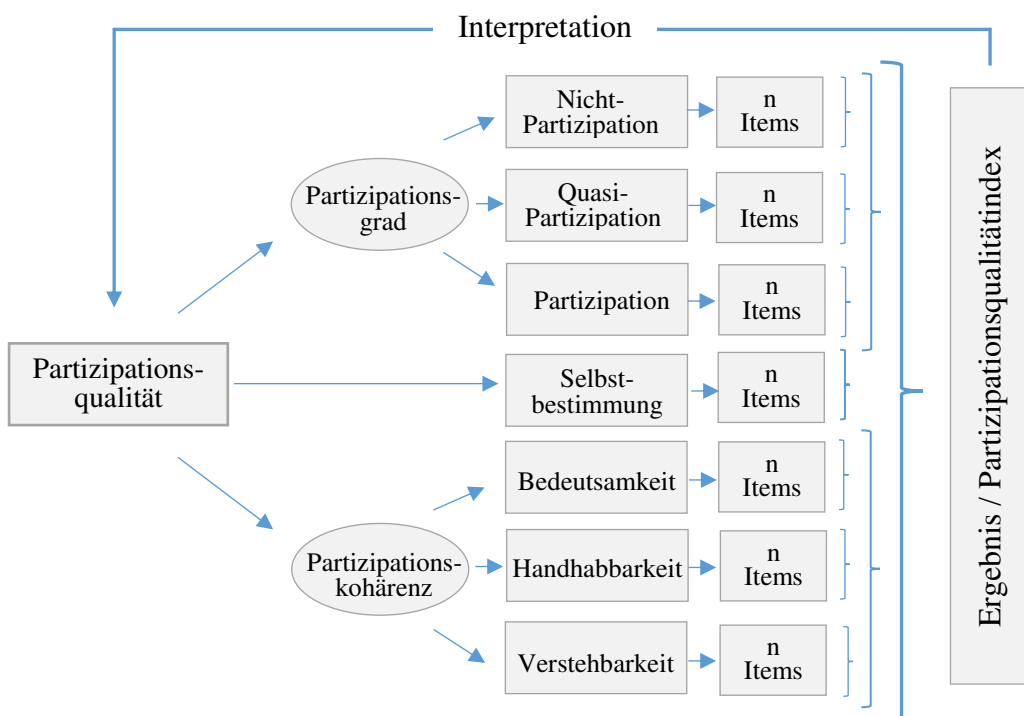 Interpretation
Nicht-
Partizipation
n
Items
Partizipations-
grad
Quasi-
Partizipation
n
Items
Partizipation
n
Items
Partizipations-
qualität
Selbst-
bestimmung
n
Items
Bedeutsamkeit
n
Items
Partizipations-
kohärenz
Handhabbarkeit
n
Items
Verstehbarkeit
n
Items
Ergebnis / Partizipationsqualitätindex